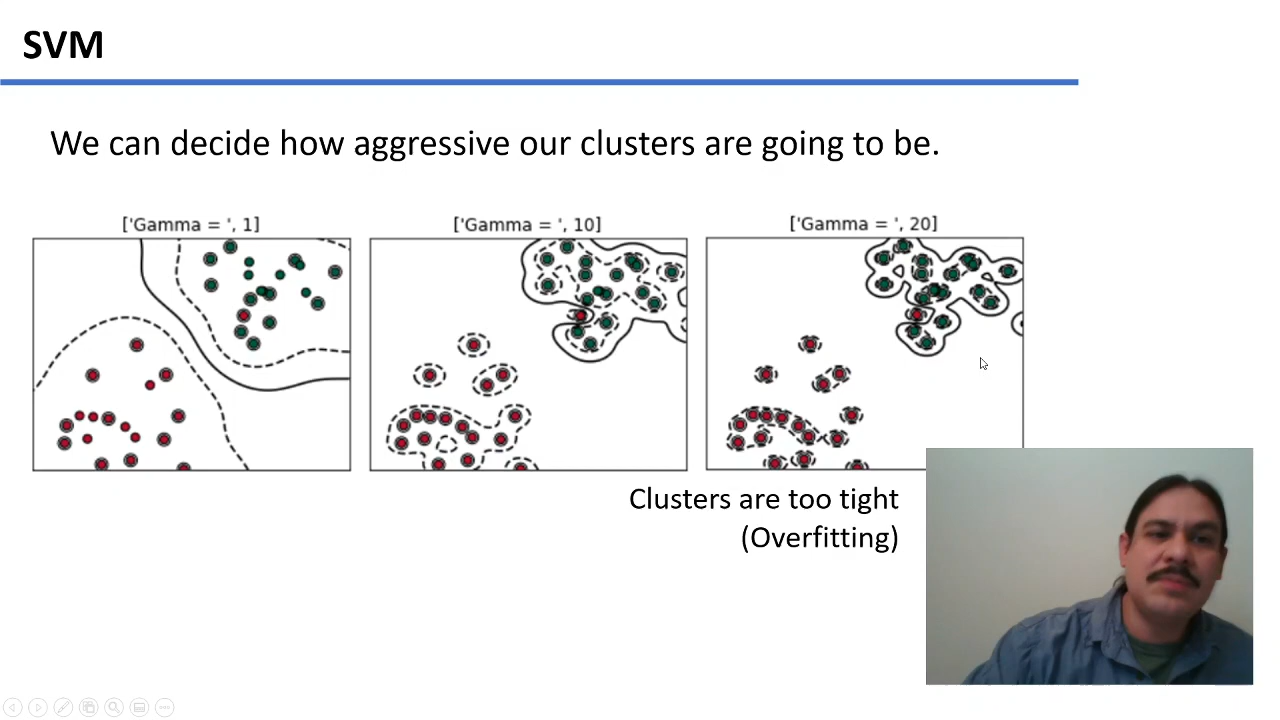 SVM
We can decide how aggressive our clusters are going to be.
['Gamma = ', 1]
['Gamma = ', 10]
['Gamma = ', 20]
Clusters are too tight
(Overfitting)